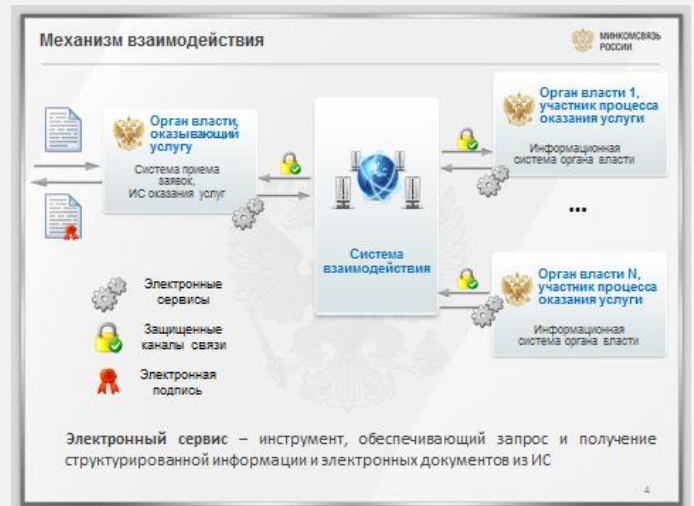 Механизм взаимодействия
МИНКОМСВЯЗЬ
РОССИИ
Орган власти,
оказывающий
услугу
Система приема
заявок,
ИС оказания услуг
Система
взаимодействия
Орган власти 1,
участник процесса
оказания услуги
Информационная
система органа власти
...
Орган власти N,
участник процесса
оказания услуги
Информационная
система органа власти
Электронные
сервисы
Защищенные
каналы связи
Электронная
подпись
Электронный сервис – инструмент, обеспечивающий запрос и получение
структурированной информации и электронных документов из ИС
4